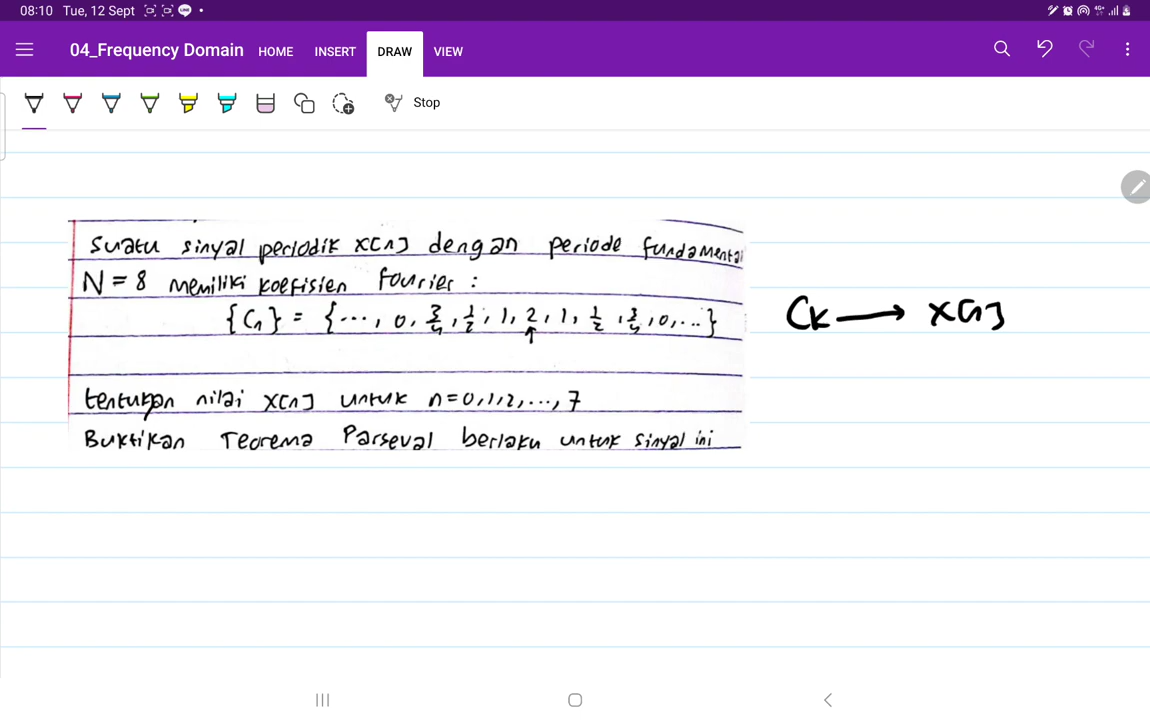 08:10 Tue, 12 Sept
4G+
04_Frequency Domain HOME INSERT DRAW VIEW
Stop
Suatu sinyal periodik x[n] dengan periode fundamental
N = 8 memiliki koefisien fourier :
{Cn} = {..., 0, 3/4, 1/2, 1, 2, 1, 1/2, 3/4, 0, ...}
↑
Ck → x[n]
tentukan nilai x[n] untuk n=0,1,2,...,7
Buktikan Teorema Parseval berlaku untuk sinyal ini